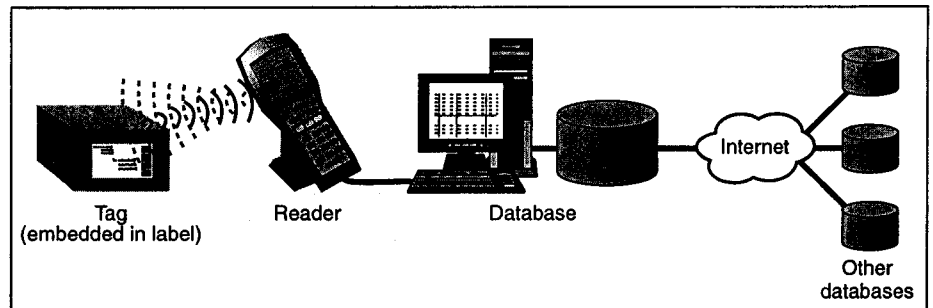 Internet
Tag
(embedded in label)
Reader
Database
Other
databases